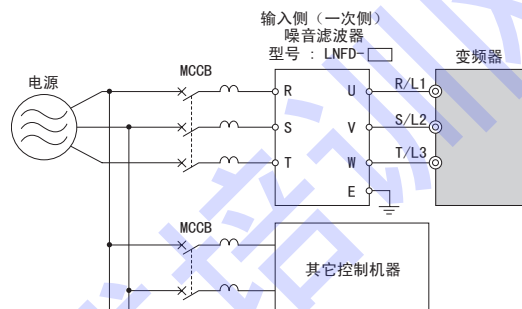 输入侧（一次侧）
噪音滤波器
型号 : LNFD-
变频器
电源
MCCB
R U R/L1
S V S/L2
T W T/L3
E
MCCB
其它控制机器